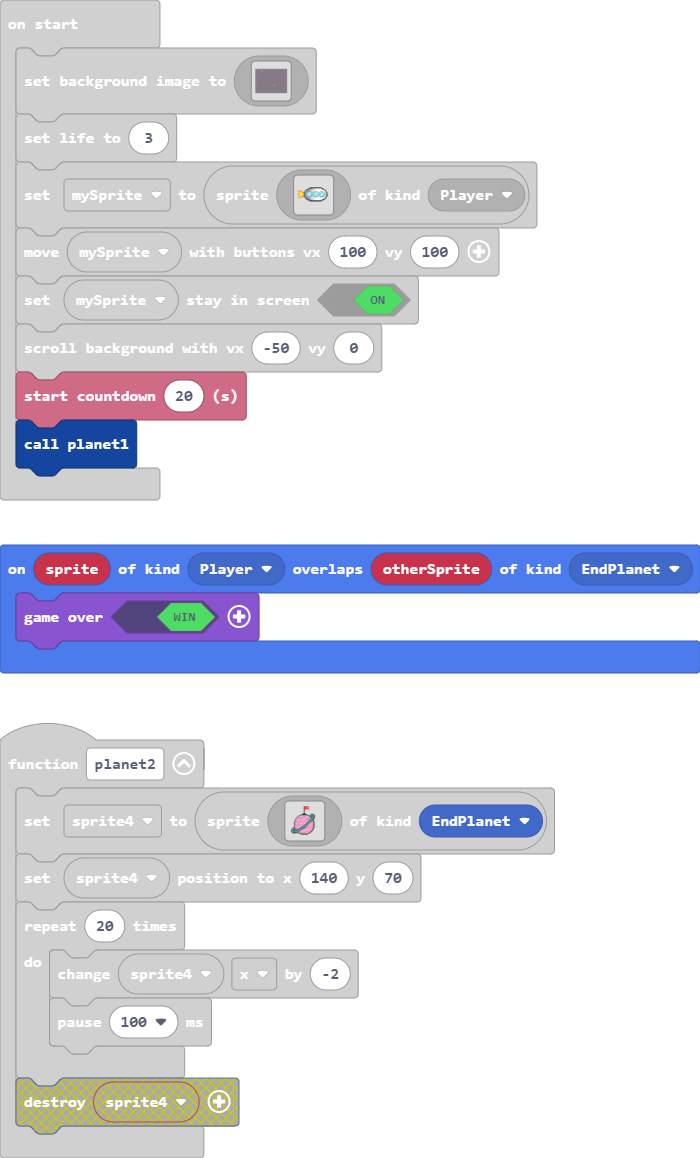 on start
set background image to
set life to 3
set mySprite to sprite of kind Player
move mySprite with buttons vx 100 vy 100
set mySprite stay in screen ON
scroll background with vx -50 vy 0
start countdown 20 (s)
call planet1
on sprite of kind Player overlaps otherSprite of kind EndPlanet
game over WIN
function planet2
set sprite4 to sprite of kind EndPlanet
set sprite4 position to x 140 y 70
repeat 20 times
do
change sprite4 x by -2
pause 100 ms
destroy sprite4